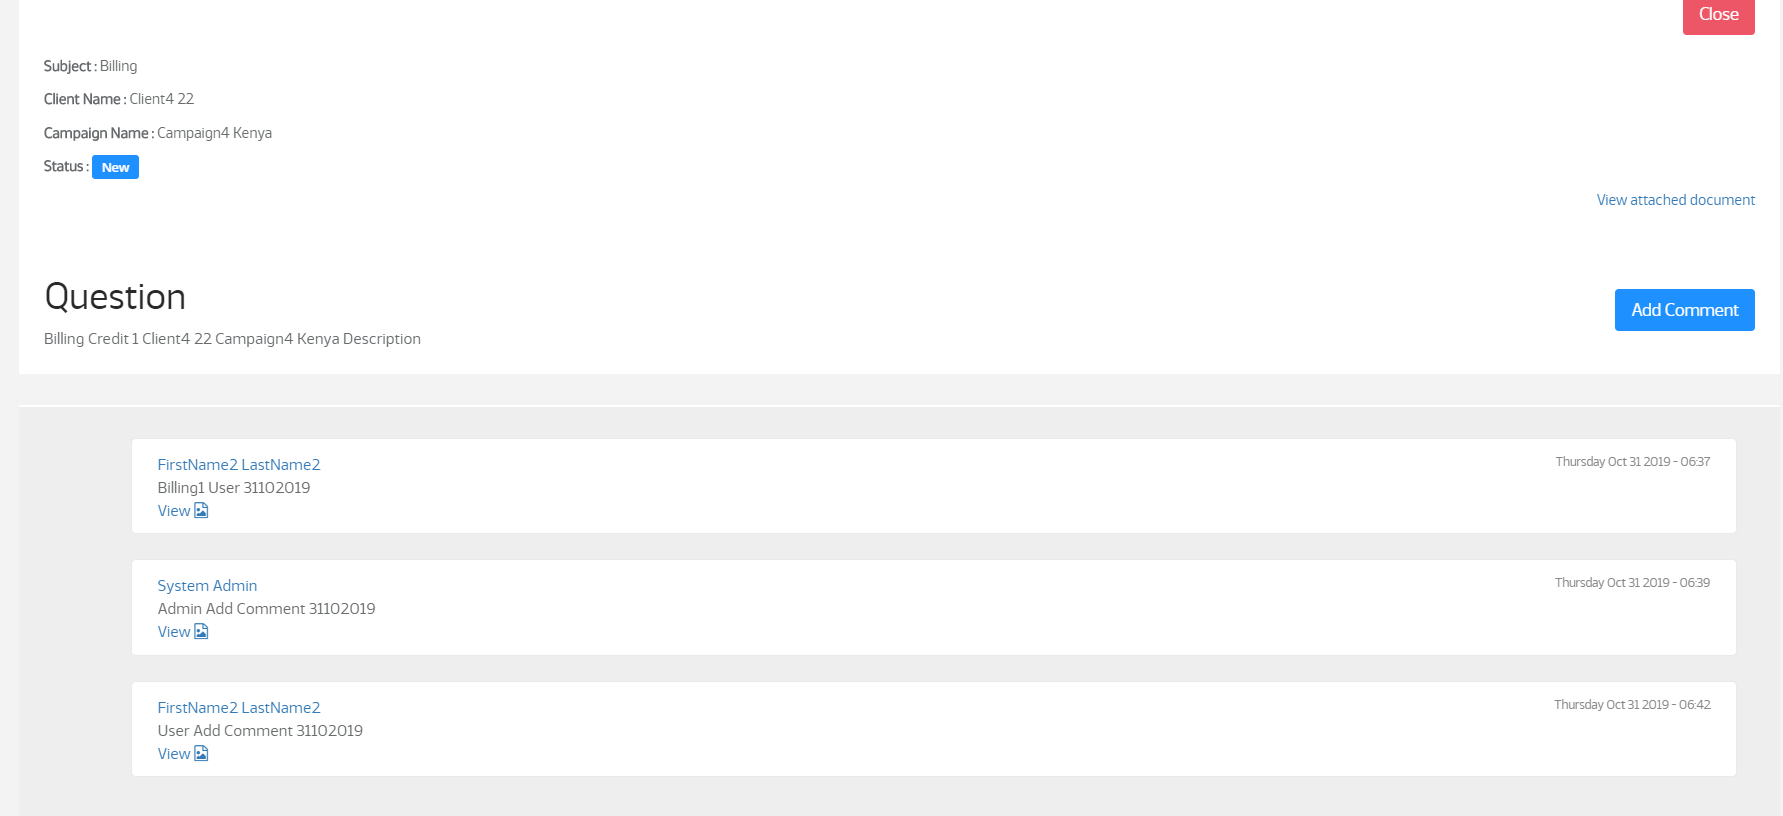 Close
Subject : Billing
Client Name : Client4 22
Campaign Name : Campaign4 Kenya
Status : New
View attached document
Question
Add Comment
Billing Credit 1 Client4 22 Campaign4 Kenya Description
FirstName2 LastName2
Thursday Oct 31 2019 - 06:37
Billing1 User 31102019
View
System Admin
Thursday Oct 31 2019 - 06:39
Admin Add Comment 31102019
View
FirstName2 LastName2
Thursday Oct 31 2019 - 06:42
User Add Comment 31102019
View